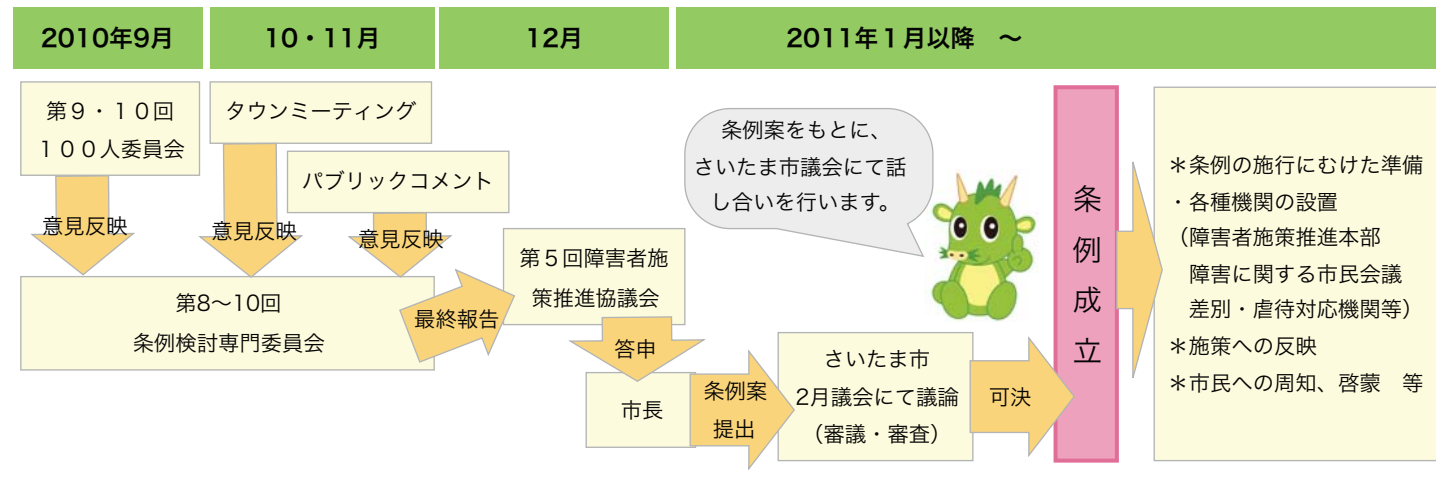 2010年9月
10・11月
12月
2011年１月以降　～
第９・１０回
１００人委員会
意見反映
タウンミーティング
意見反映
パブリックコメント
意見反映
第8～10回
条例検討専門委員会
最終報告
第５回障害者施
策推進協議会
答申
市長
条例案
提出
条例案をもとに、
さいたま市議会にて話
し合いを行います。
さいたま市
2月議会にて議論
（審議・審査）
可決
条例成立
＊条例の施行にむけた準備
・各種機関の設置
（障害者施策推進本部
障害に関する市民会議
差別・虐待対応機関等）
＊施策への反映
＊市民への周知、啓蒙　等